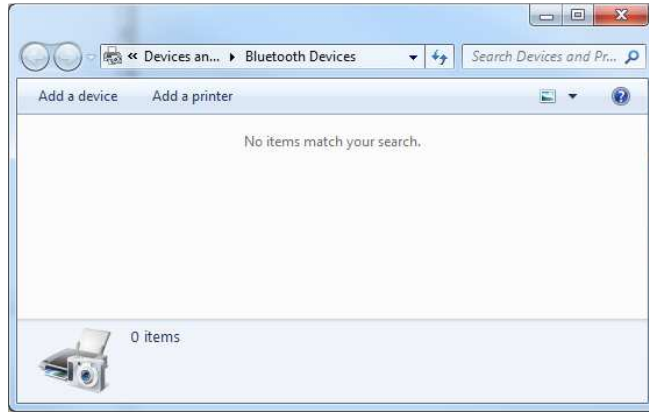 « Devices an... Bluetooth Devices Search Devices and Pr...
Add a device Add a printer
No items match your search.
0 items